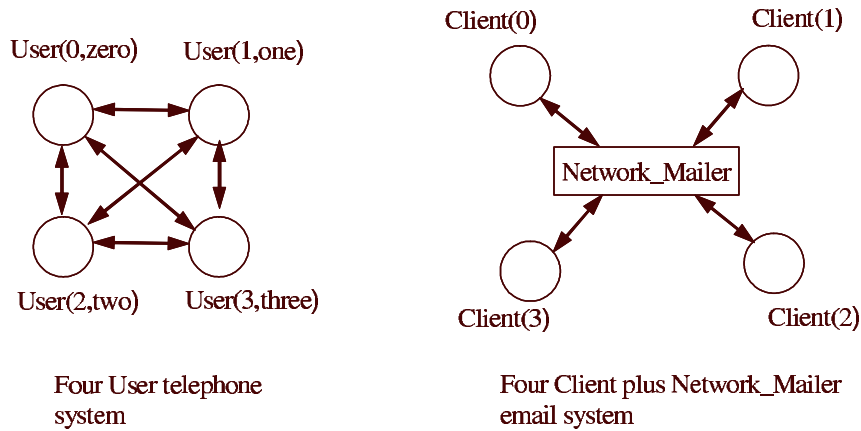 User(0,zero)
User(1,one)
User(2,two)
User(3,three)
Four User telephone
system
Client(0)
Client(1)
Network_Mailer
Client(3)
Client(2)
Four Client plus Network_Mailer
email system